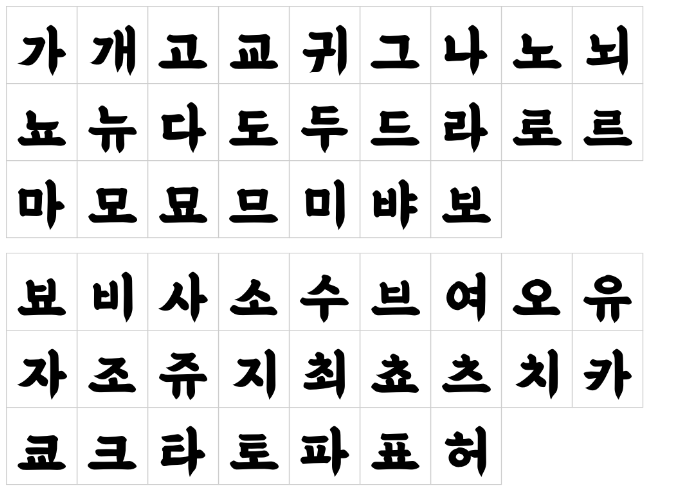 가 개 고 교 귀 그 나 노 뇌
뇨 뉴 다 도 두 드 라 로 르
마 모 묘 므 미 뱌 보
뵤 비 사 소 수 브 여 오 유
자 조 쥬 지 최 쵸 츠 치 카
쿄 크 타 토 파 표 허